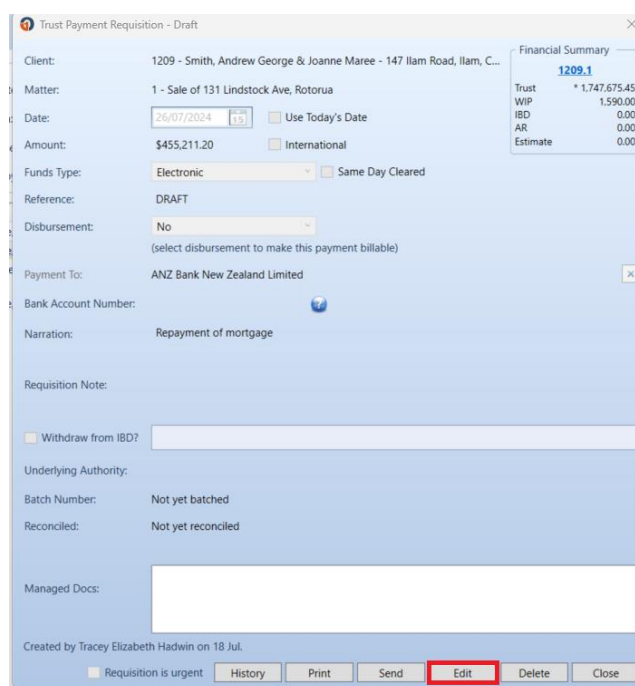 Trust Payment Requisition - Draft
Financial Summary
Client: 1209 - Smith, Andrew George & Joanne Maree - 147 Ilam Road, Ilam, C...
1209.1
Matter: 1 - Sale of 131 Lindstock Ave, Rotorua
Trust * 1,747,675.45
WIP 1,590.00
IBD 0.00
AR 0.00
Estimate 0.00
Date: 26/07/2024 15 Use Today's Date
Amount: $455,211.20 International
Funds Type: Electronic Same Day Cleared
Reference: DRAFT
Disbursement: No
(select disbursement to make this payment billable)
Payment To: ANZ Bank New Zealand Limited
Bank Account Number: ?
Narration: Repayment of mortgage
Requisition Note:
Withdraw from IBD?
Underlying Authority:
Batch Number: Not yet batched
Reconciled: Not yet reconciled
Managed Docs:
Created by Tracey Elizabeth Hadwin on 18 Jul.
Requisition is urgent History Print Send Edit Delete Close